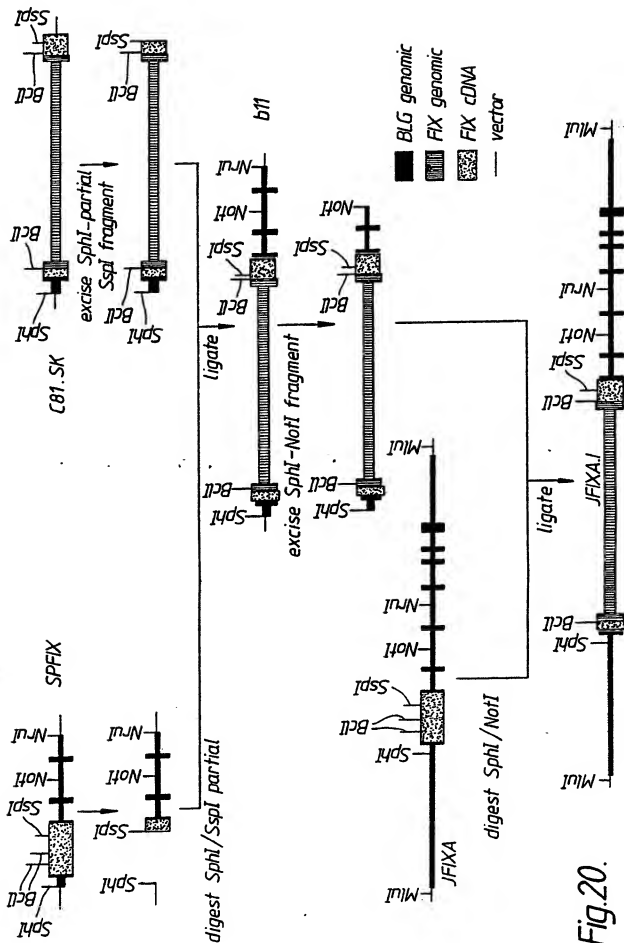 SspI
BclI
BclI
SphI
C81.SK
excise SphI-partial
SspI fragment
SspI
BclI
BclI
SphI
SPFIX
SspI
BclI
SphI
NotI
NruI
SspI
NotI
NruI
SphI
digest SphI/SspI partial
ligate
b11
SphI
BclI
BclI
SspI
NotI
NruI
excise SphI-NotI fragment
SphI
BclI
BclI
SspI
NotI
BLG genomic
FIX genomic
FIX cDNA
vector
MluI
SphI
BclI
SspI
NotI
NruI
MluI
JFIXA
digest SphI/NotI
ligate
JFIXA.I
MluI
SphI
BclI
BclI
SspI
NotI
NruI
MluI
Fig.20.